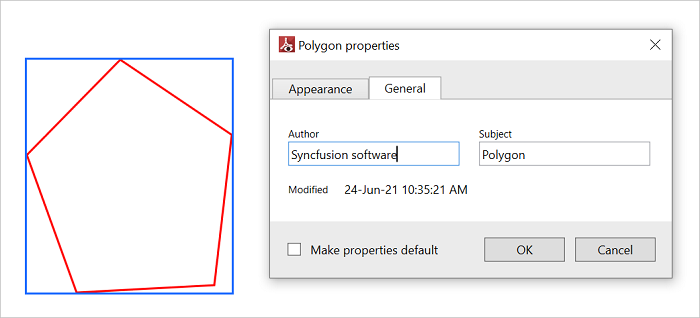 Polygon properties
Appearance
General
Author
Subject
Syncfusion software
Polygon
Modified
24-Jun-21 10:35:21 AM
Make properties default
OK
Cancel